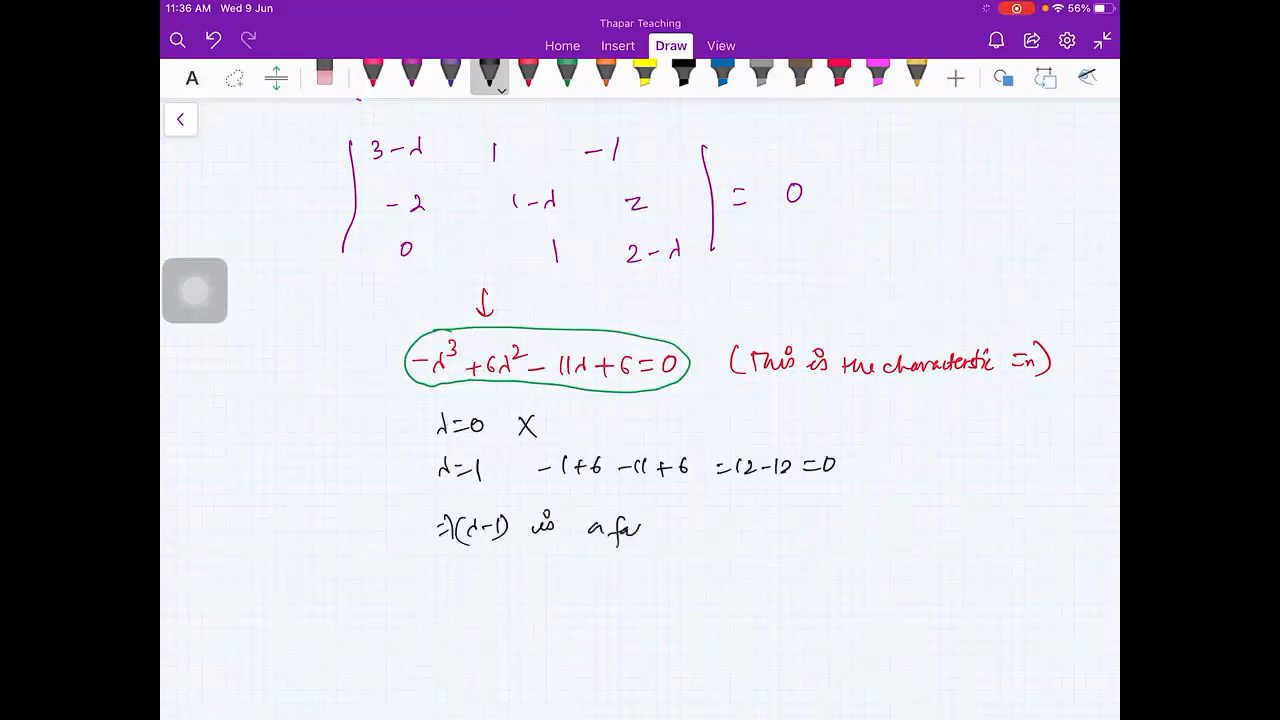 11:36 AM Wed 9 Jun
56%
Thapar Teaching
Home Insert Draw View
A
| 3-λ 1 -1 |
| -2 1-λ 2 | = 0
| 0 1 2-λ |
↓
-λ³ +6λ² - 11λ + 6 = 0 (This is the charactestic =n)
λ=0 X
λ=1 -1+6 -11+6 =12-12 =0
⇒(λ-1) is a fa